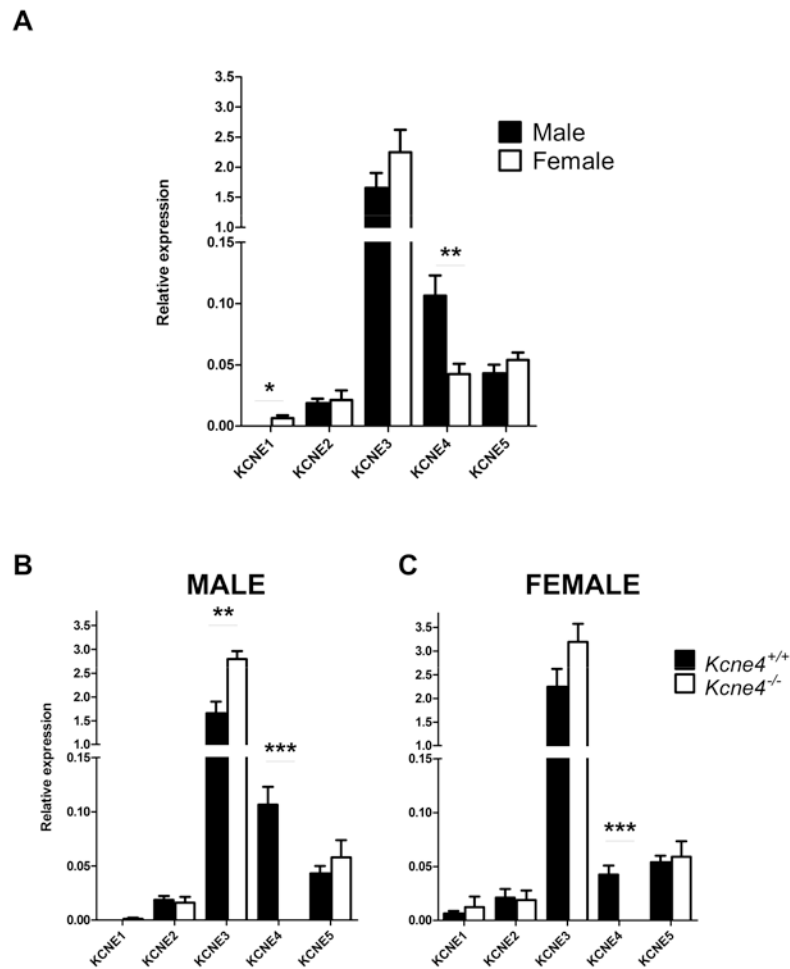 A
3.5
3.0
2.5
2.0
1.5
1.0
0.15
0.10
0.05
0.00
Relative expression
Male
Female
*
**
KCNE1
KCNE2
KCNE3
KCNE4
KCNE5
B
MALE
3.5
3.0
2.5
2.0
1.5
1.0
0.15
0.10
0.05
0.00
Relative expression
**
***
KCNE1
KCNE2
KCNE3
KCNE4
KCNE5
C
FEMALE
3.5
3.0
2.5
2.0
1.5
1.0
0.15
0.10
0.05
0.00
***
Kcne4+/+
Kcne4-/-
KCNE1
KCNE2
KCNE3
KCNE4
KCNE5